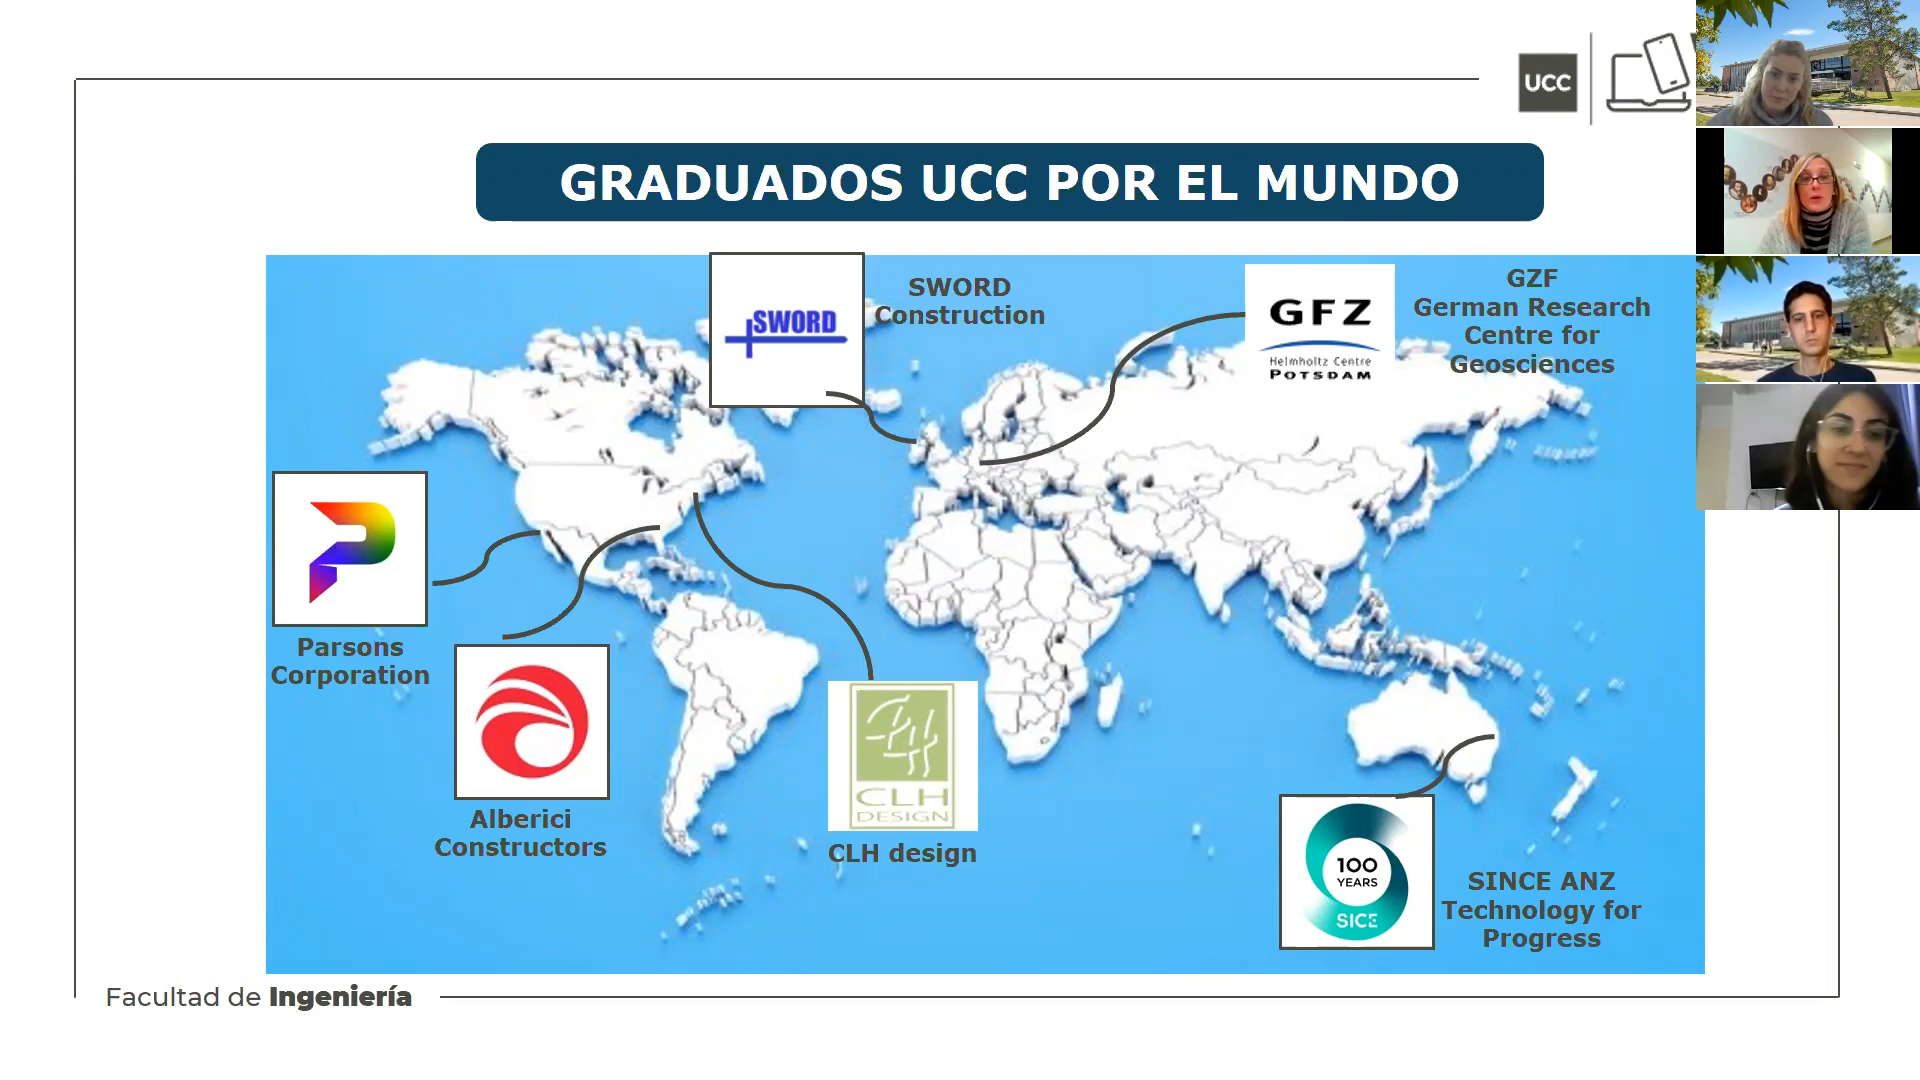 UCC
GRADUADOS UCC POR EL MUNDO
SWORD
SWORD
Construction
GFZ
Helmholtz Centre
POTSDAM
GZF
German Research
Centre for
Geosciences
Parsons
Corporation
Alberici
Constructors
CLH
DESIGN
CLH design
100
YEARS
SICE
SINCE ANZ
Technology for
Progress
Facultad de Ingeniería